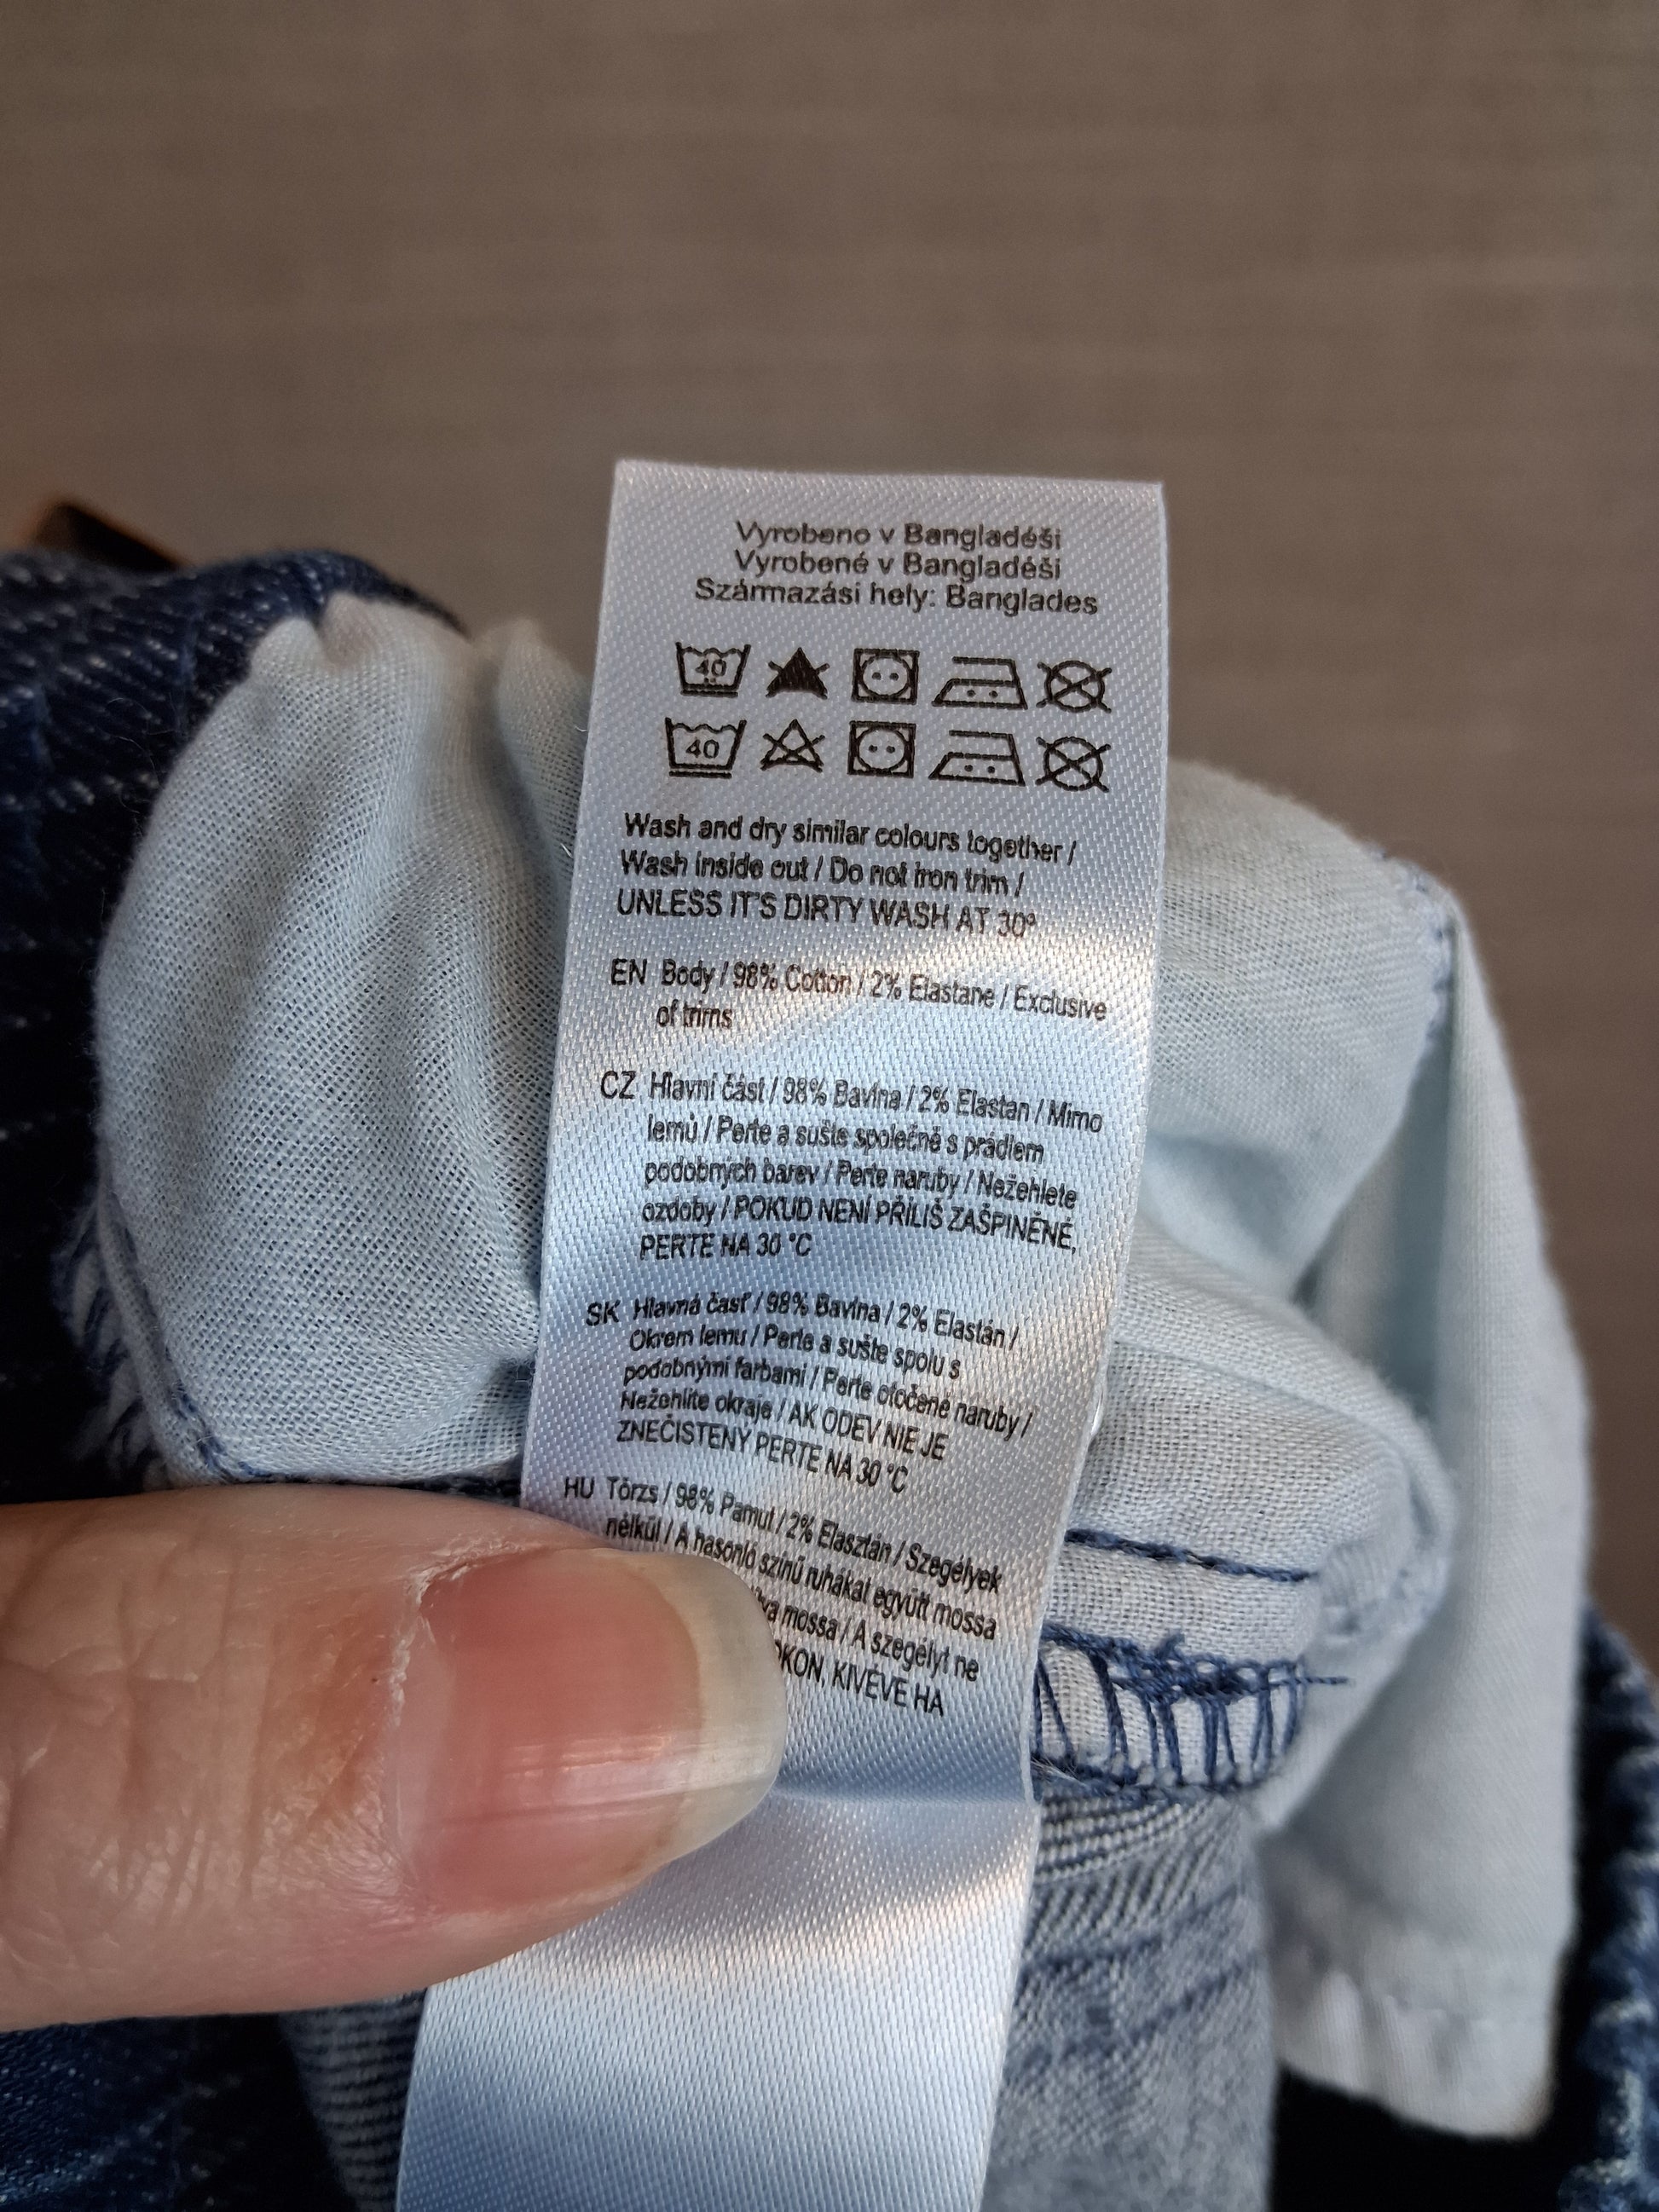 Vyrobeno v Bangladéši
Vyrobené v Bangladéši
Származási hely: Banglades
40
40
Wash and dry similar colours together /
Wash inside out / Do not iron trim /
UNLESS IT'S DIRTY WASH AT 30°
EN Body / 98% Cotton / 2% Elastane / Exclusive
of trims
CZ Hlavní část / 98% Bavlna / 2% Elastan / Mimo
lemů / Perte a sušte společně s prádlem
podobných barev / Perte naruby / Nežehlete
ozdoby / POKUD NENÍ PŘÍLIŠ ZAŠPINĚNÉ,
PERTE NA 30 °C
SK Hlavná časť / 98% Bavlna / 2% Elastán /
Okrem lemu / Perte a sušte spolu s
podobnými farbami / Perte otočené naruby /
Nežehlite okraje / AK ODEV NIE JE
ZNEČISTENÝ PERTE NA 30 °C
HU Törzs / 98% Pamut / 2% Elasztán / Szegélyek
nélkül / A hasonló színű ruhákat együtt mossa
mossa / A szegélyt ne
KIVÉVE HA